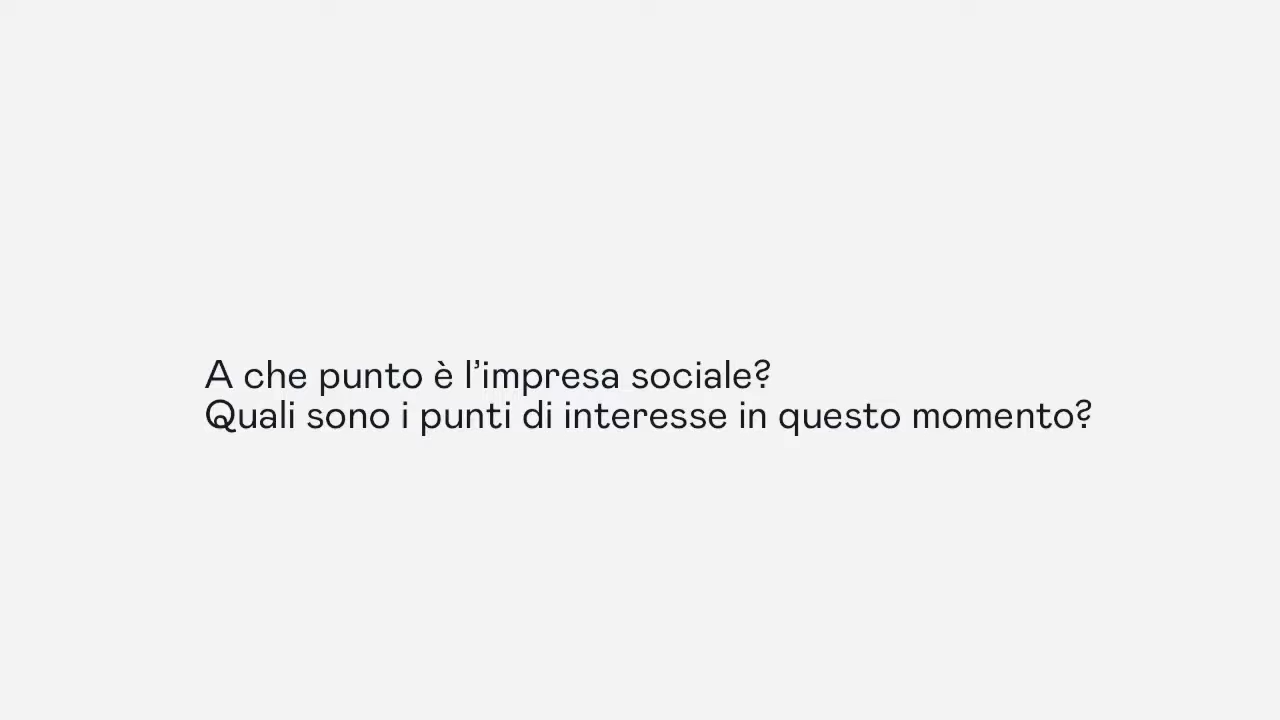 A che punto è l’impresa sociale?
Quali sono i punti di interesse in questo momento?